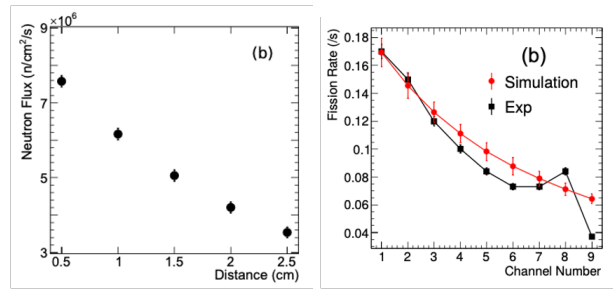 ×10⁶
9
7
5
3
Neutron Flux (n/cm²/s)
(b)
0.5 1 1.5 2 2.5
Distance (cm)
0.18
0.16
0.14
0.12
0.1
0.08
0.06
0.04
Fission Rate (/s)
(b)
Simulation
Exp
1 2 3 4 5 6 7 8 9
Channel Number